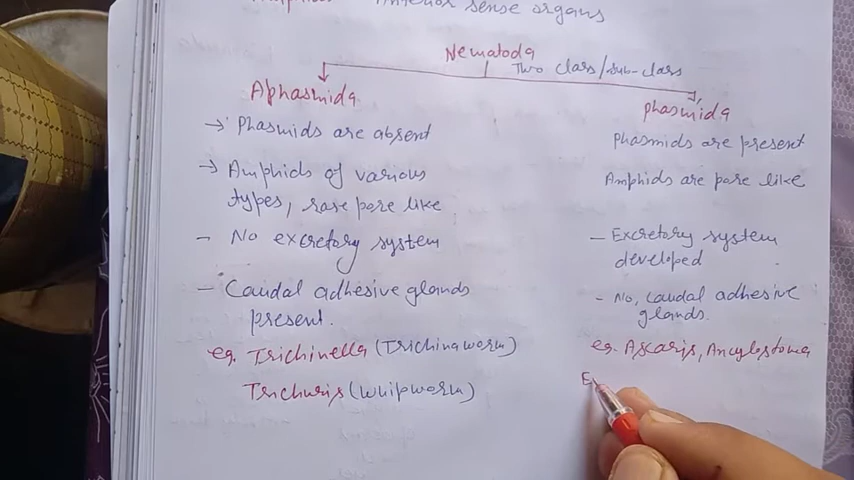 Anterior sense organs
Nematoda
Two class/sub-class
Aphasmida
→ Phasmids are absent
→ Amphids of various
types, rare pore like
- No excretory system
- Caudal adhesive glands
present.
eg. Trichinella (Trichina worm)
Trichuris (Whipworm)
Phasmida
Phasmids are present
Amphids are pore like
- Excretory system
developed
- No, caudal adhesive
glands.
eg. Ascaris, Ancylostoma
E